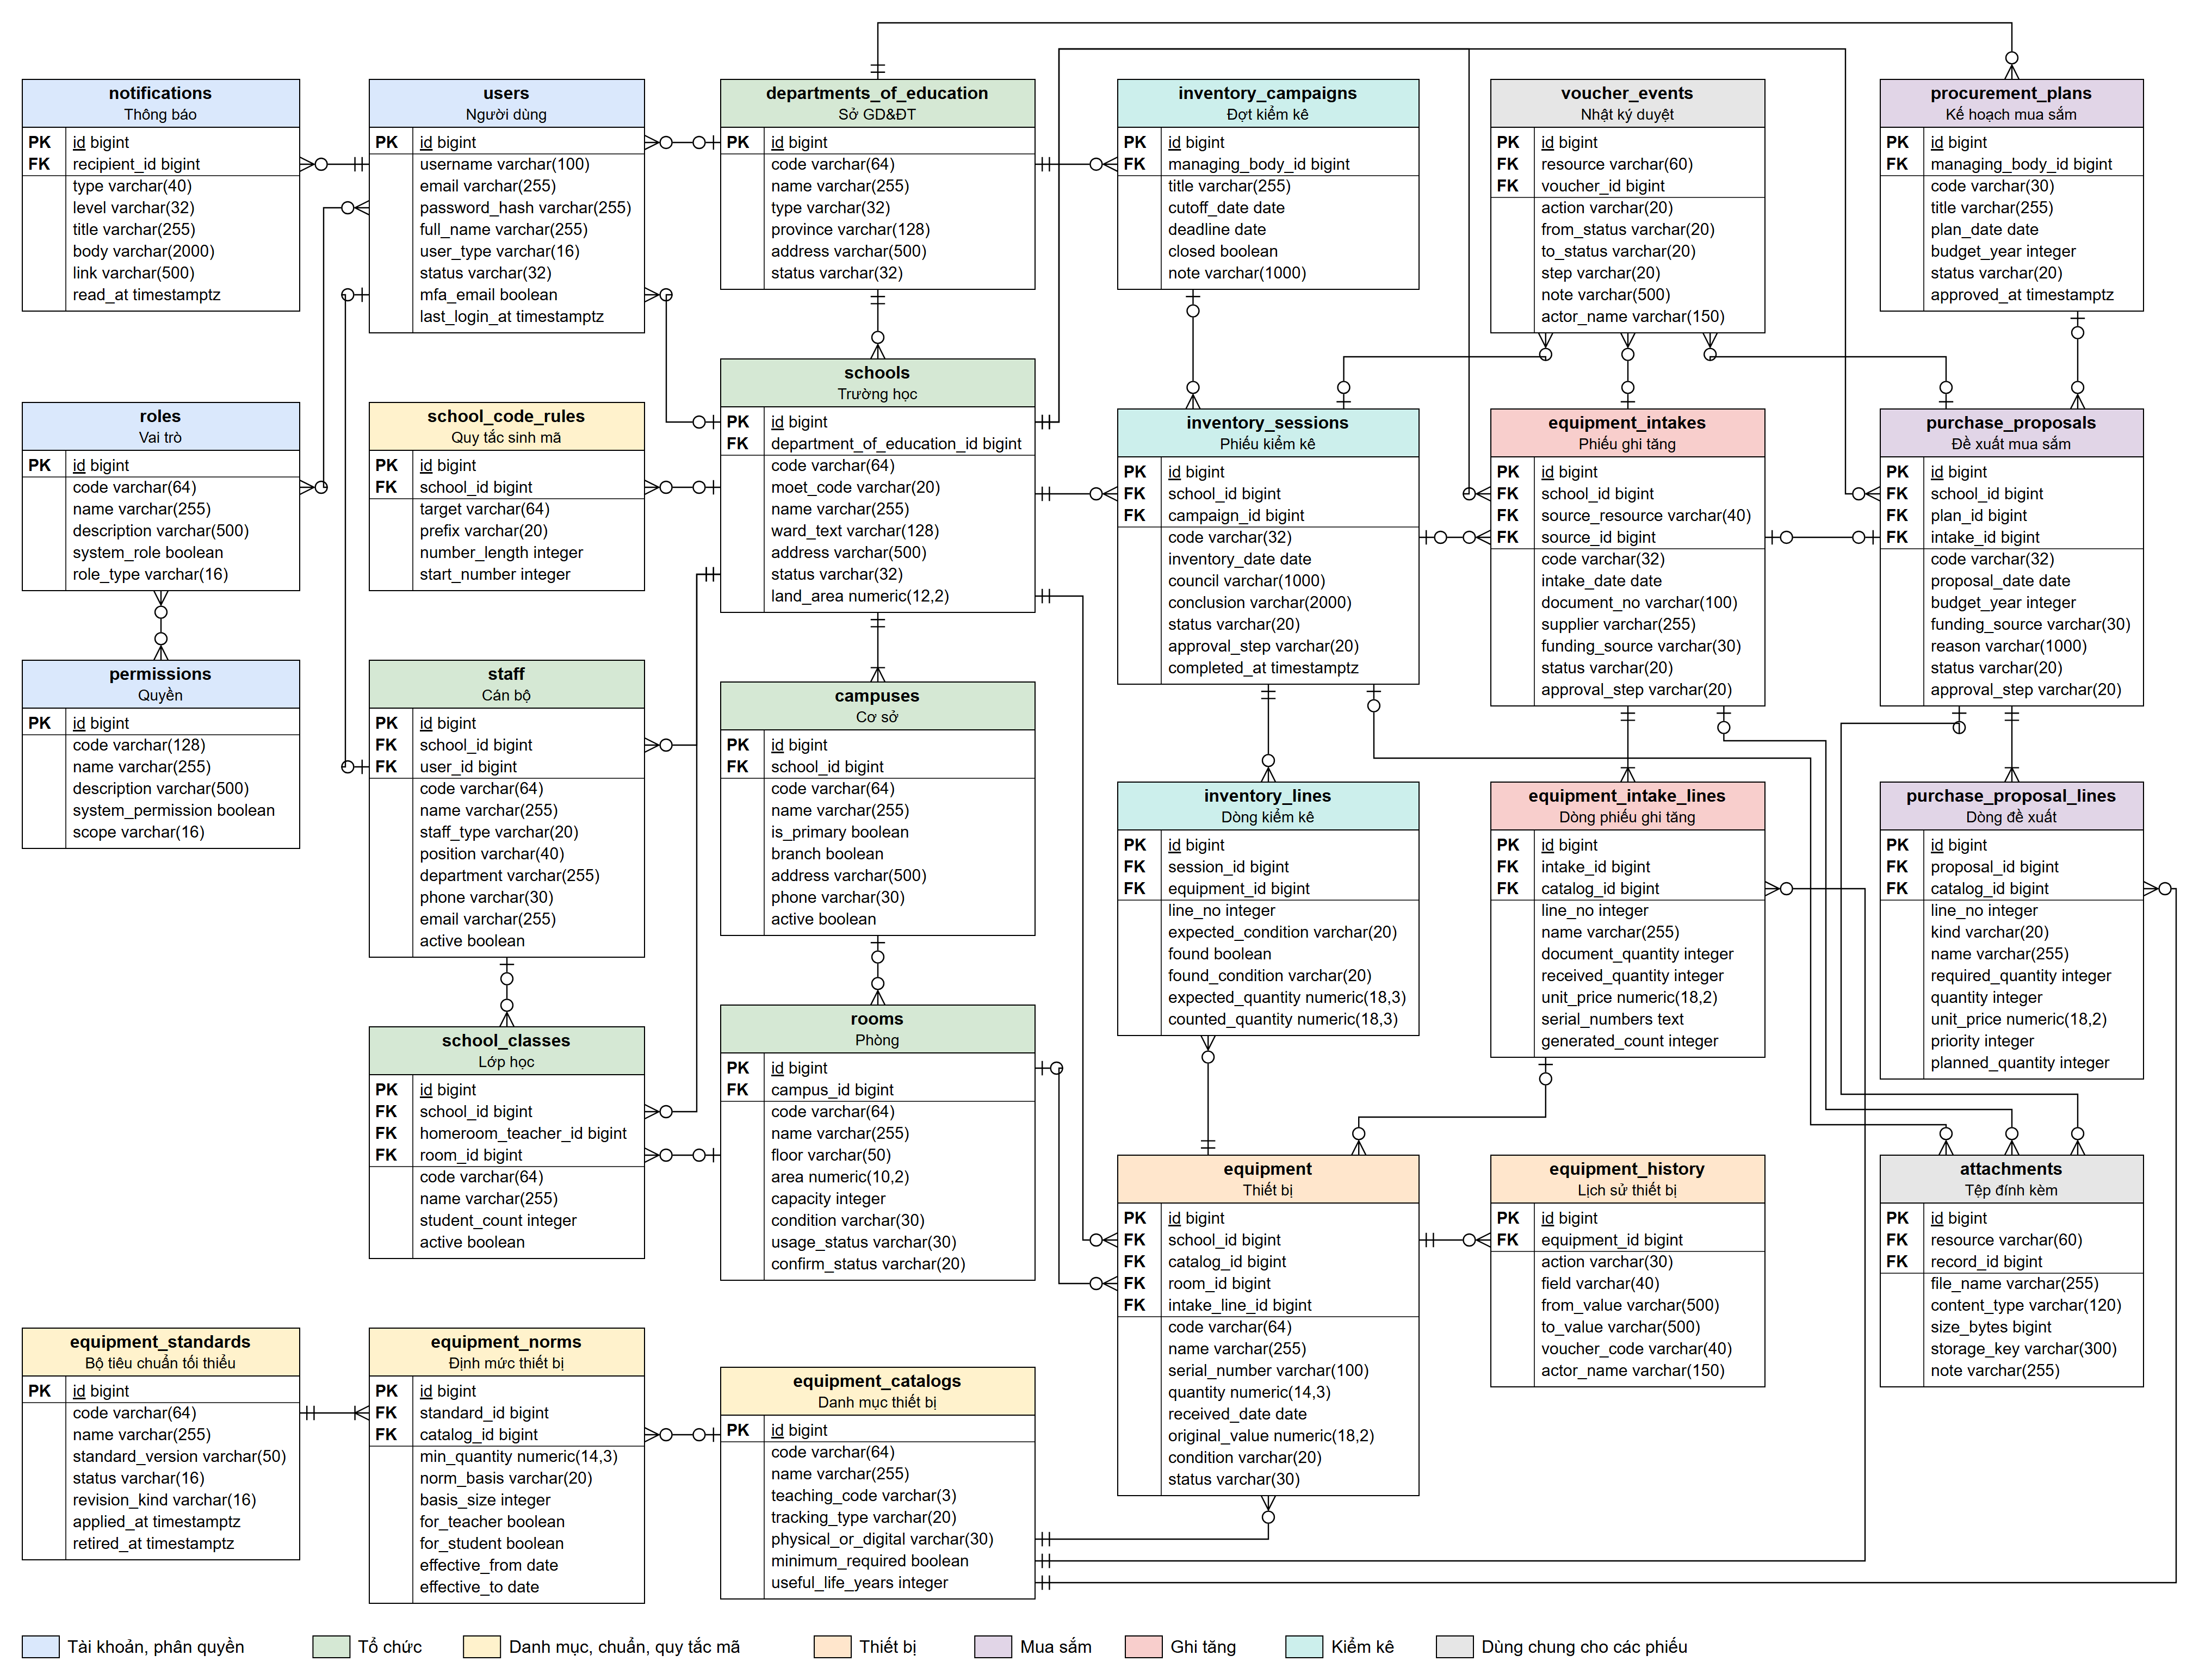 notifications
Thông báo
PK id bigint
FK recipient_id bigint
type varchar(40)
level varchar(32)
title varchar(255)
body varchar(2000)
link varchar(500)
read_at timestamptz
users
Người dùng
PK id bigint
username varchar(100)
email varchar(255)
password_hash varchar(255)
full_name varchar(255)
user_type varchar(16)
status varchar(32)
mfa_email boolean
last_login_at timestamptz
departments_of_education
Sở GD&ĐT
PK id bigint
code varchar(64)
name varchar(255)
type varchar(32)
province varchar(128)
address varchar(500)
status varchar(32)
inventory_campaigns
Đợt kiểm kê
PK id bigint
FK managing_body_id bigint
title varchar(255)
cutoff_date date
deadline date
closed boolean
note varchar(1000)
voucher_events
Nhật ký duyệt
PK id bigint
FK resource varchar(60)
FK voucher_id bigint
action varchar(20)
from_status varchar(20)
to_status varchar(20)
step varchar(20)
note varchar(500)
actor_name varchar(150)
procurement_plans
Kế hoạch mua sắm
PK id bigint
FK managing_body_id bigint
code varchar(30)
title varchar(255)
plan_date date
budget_year integer
status varchar(20)
approved_at timestamptz
roles
Vai trò
PK id bigint
code varchar(64)
name varchar(255)
description varchar(500)
system_role boolean
role_type varchar(16)
school_code_rules
Quy tắc sinh mã
PK id bigint
FK school_id bigint
target varchar(64)
prefix varchar(20)
number_length integer
start_number integer
schools
Trường học
PK id bigint
FK department_of_education_id bigint
code varchar(64)
moet_code varchar(20)
name varchar(255)
ward_text varchar(128)
address varchar(500)
status varchar(32)
land_area numeric(12,2)
inventory_sessions
Phiếu kiểm kê
PK id bigint
FK school_id bigint
FK campaign_id bigint
code varchar(32)
inventory_date date
council varchar(1000)
conclusion varchar(2000)
status varchar(20)
approval_step varchar(20)
completed_at timestamptz
equipment_intakes
Phiếu ghi tăng
PK id bigint
FK school_id bigint
FK source_resource varchar(40)
FK source_id bigint
code varchar(32)
intake_date date
document_no varchar(100)
supplier varchar(255)
funding_source varchar(30)
status varchar(20)
approval_step varchar(20)
purchase_proposals
Đề xuất mua sắm
PK id bigint
FK school_id bigint
FK plan_id bigint
FK intake_id bigint
code varchar(32)
proposal_date date
budget_year integer
funding_source varchar(30)
reason varchar(1000)
status varchar(20)
approval_step varchar(20)
permissions
Quyền
PK id bigint
code varchar(128)
name varchar(255)
description varchar(500)
system_permission boolean
scope varchar(16)
staff
Cán bộ
PK id bigint
FK school_id bigint
FK user_id bigint
code varchar(64)
name varchar(255)
staff_type varchar(20)
position varchar(40)
department varchar(255)
phone varchar(30)
email varchar(255)
active boolean
campuses
Cơ sở
PK id bigint
FK school_id bigint
code varchar(64)
name varchar(255)
is_primary boolean
branch boolean
address varchar(500)
phone varchar(30)
active boolean
inventory_lines
Dòng kiểm kê
PK id bigint
FK session_id bigint
FK equipment_id bigint
line_no integer
expected_condition varchar(20)
found boolean
found_condition varchar(20)
expected_quantity numeric(18,3)
counted_quantity numeric(18,3)
equipment_intake_lines
Dòng phiếu ghi tăng
PK id bigint
FK intake_id bigint
FK catalog_id bigint
line_no integer
name varchar(255)
document_quantity integer
received_quantity integer
unit_price numeric(18,2)
serial_numbers text
generated_count integer
purchase_proposal_lines
Dòng đề xuất
PK id bigint
FK proposal_id bigint
FK catalog_id bigint
line_no integer
kind varchar(20)
name varchar(255)
required_quantity integer
quantity integer
unit_price numeric(18,2)
priority integer
planned_quantity integer
school_classes
Lớp học
PK id bigint
FK school_id bigint
FK homeroom_teacher_id bigint
FK room_id bigint
code varchar(64)
name varchar(255)
student_count integer
active boolean
rooms
Phòng
PK id bigint
FK campus_id bigint
code varchar(64)
name varchar(255)
floor varchar(50)
area numeric(10,2)
capacity integer
condition varchar(30)
usage_status varchar(30)
confirm_status varchar(20)
equipment
Thiết bị
PK id bigint
FK school_id bigint
FK catalog_id bigint
FK room_id bigint
FK intake_line_id bigint
code varchar(64)
name varchar(255)
serial_number varchar(100)
quantity numeric(14,3)
received_date date
original_value numeric(18,2)
condition varchar(20)
status varchar(30)
equipment_history
Lịch sử thiết bị
PK id bigint
FK equipment_id bigint
action varchar(30)
field varchar(40)
from_value varchar(500)
to_value varchar(500)
voucher_code varchar(40)
actor_name varchar(150)
attachments
Tệp đính kèm
PK id bigint
FK resource varchar(60)
FK record_id bigint
file_name varchar(255)
content_type varchar(120)
size_bytes bigint
storage_key varchar(300)
note varchar(255)
equipment_standards
Bộ tiêu chuẩn tối thiểu
PK id bigint
code varchar(64)
name varchar(255)
standard_version varchar(50)
status varchar(16)
revision_kind varchar(16)
applied_at timestamptz
retired_at timestamptz
equipment_norms
Định mức thiết bị
PK id bigint
FK standard_id bigint
FK catalog_id bigint
min_quantity numeric(14,3)
norm_basis varchar(20)
basis_size integer
for_teacher boolean
for_student boolean
effective_from date
effective_to date
equipment_catalogs
Danh mục thiết bị
PK id bigint
code varchar(64)
name varchar(255)
teaching_code varchar(3)
tracking_type varchar(20)
physical_or_digital varchar(30)
minimum_required boolean
useful_life_years integer
Tài khoản, phân quyền
Tổ chức
Danh mục, chuẩn, quy tắc mã
Thiết bị
Mua sắm
Ghi tăng
Kiểm kê
Dùng chung cho các phiếu